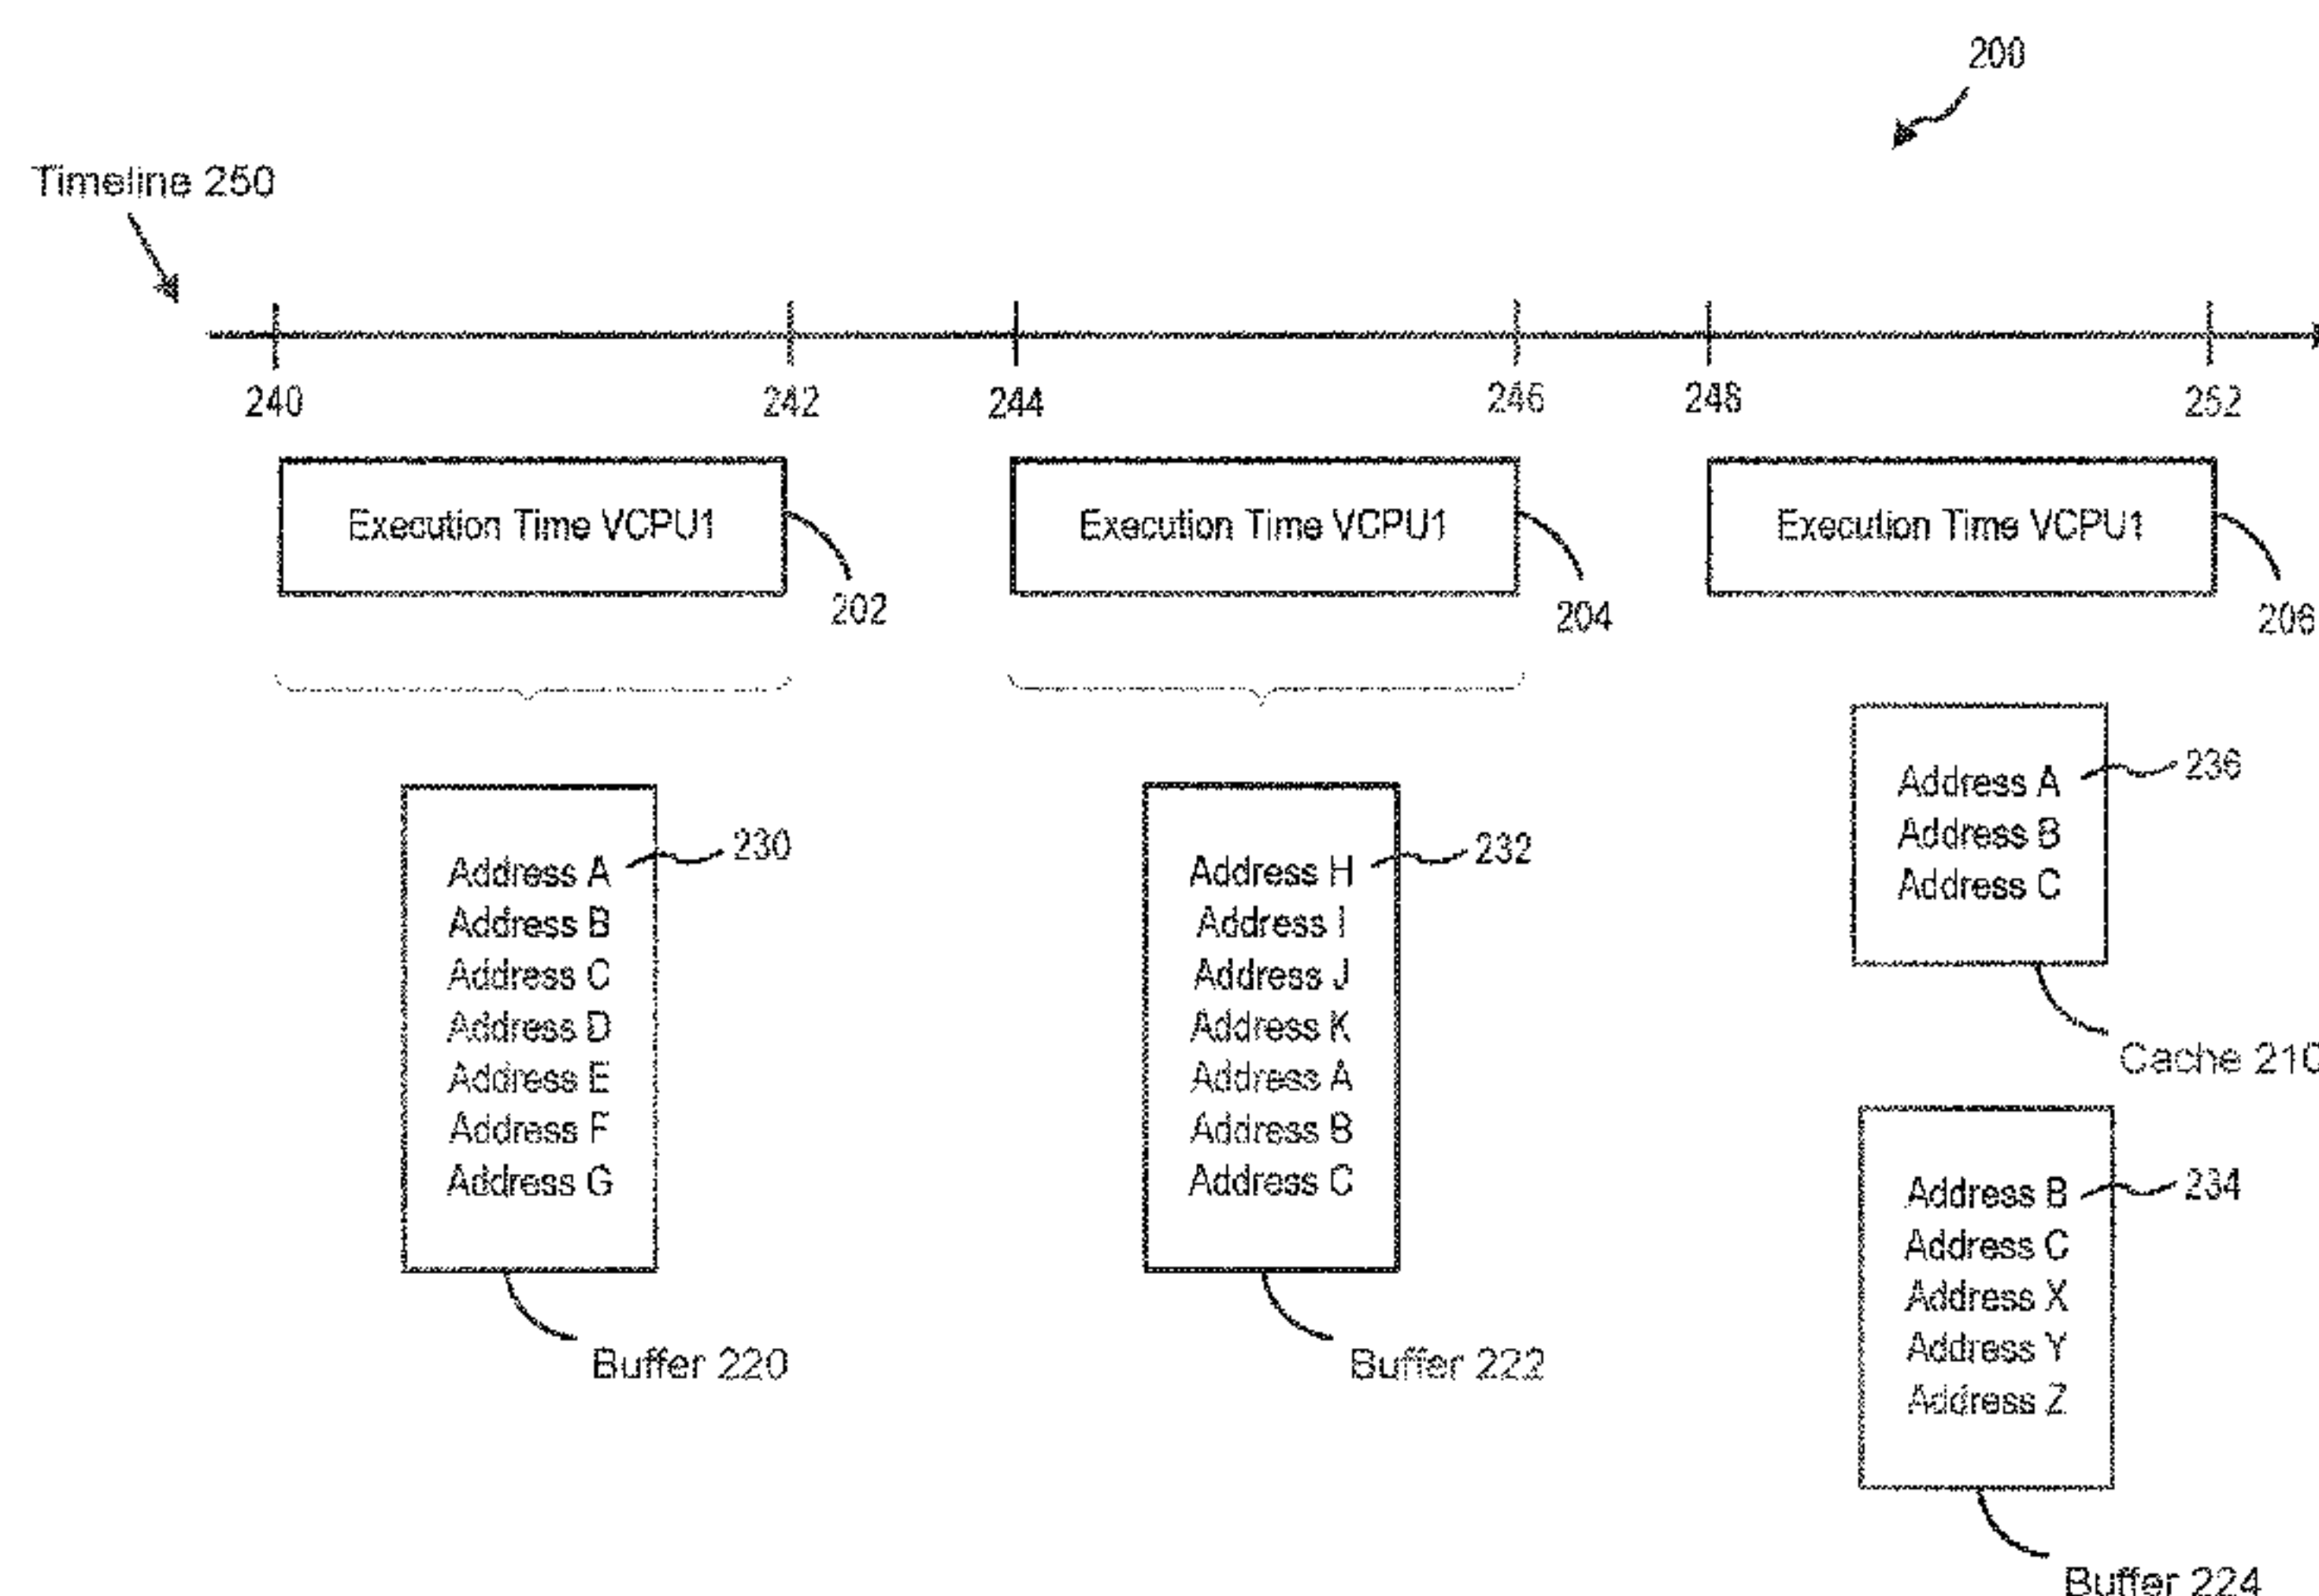 200
Timeline 250
240 242 244 246 248 252
Execution Time VCPU1 Execution Time VCPU1 Execution Time VCPU1
202 204 206
Address A 230
Address B
Address C
Address D
Address E
Address F
Address G
Buffer 220
Address H 232
Address I
Address J
Address K
Address A
Address B
Address C
Buffer 222
Address A 236
Address B
Address C
Cache 210
Address B 234
Address C
Address X
Address Y
Address Z
Buffer 224